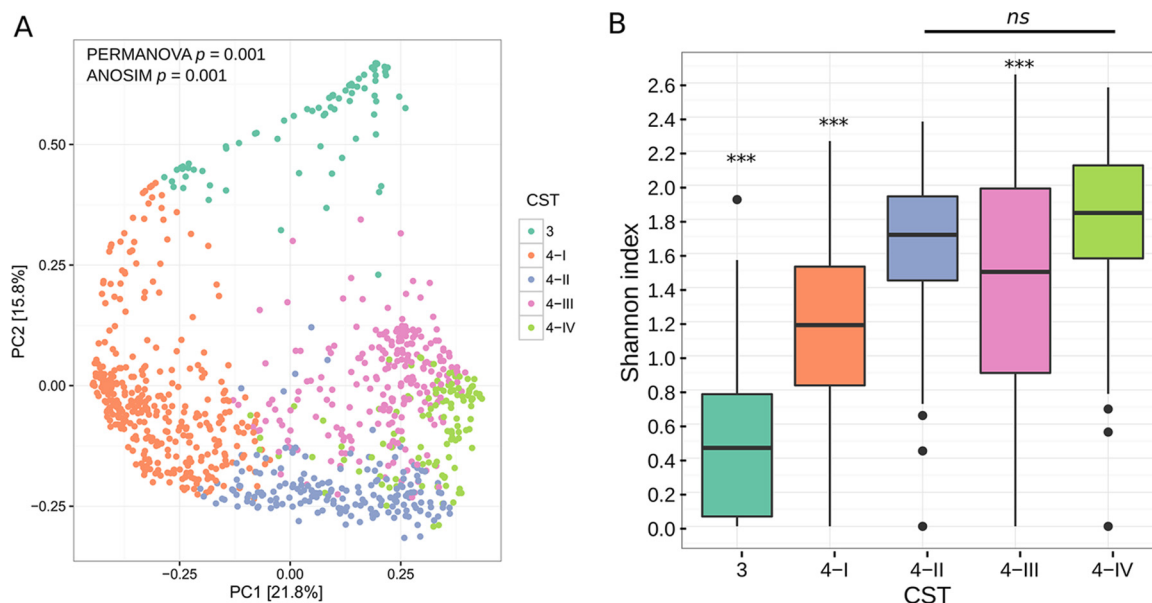 A
PERMANOVA p = 0.001
ANOSIM p = 0.001
PC2 [15.8%]
0.50
0.25
0.00
−0.25
−0.25
0.00
0.25
PC1 [21.8%]
CST
3
4−I
4−II
4−III
4−IV
B
ns
***
***
***
Shannon index
2.6
2.4
2.2
2.0
1.8
1.6
1.4
1.2
1.0
0.8
0.6
0.4
0.2
0.0
3
4−I
4−II
4−III
4−IV
CST